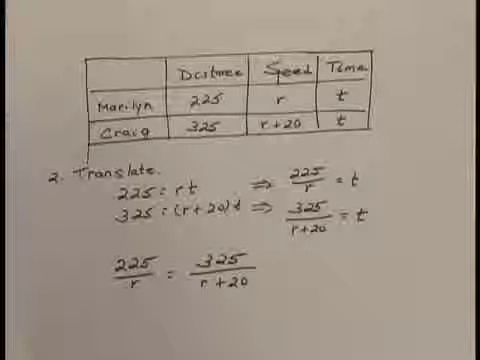 Distance Speed Time
Marilyn 225 r t
Craig 325 r+20 t
2. Translate.
225 = rt ⇒ 225/r = t
325 = (r+20)t ⇒ 325/(r+20) = t
225/r = 325/(r+20)